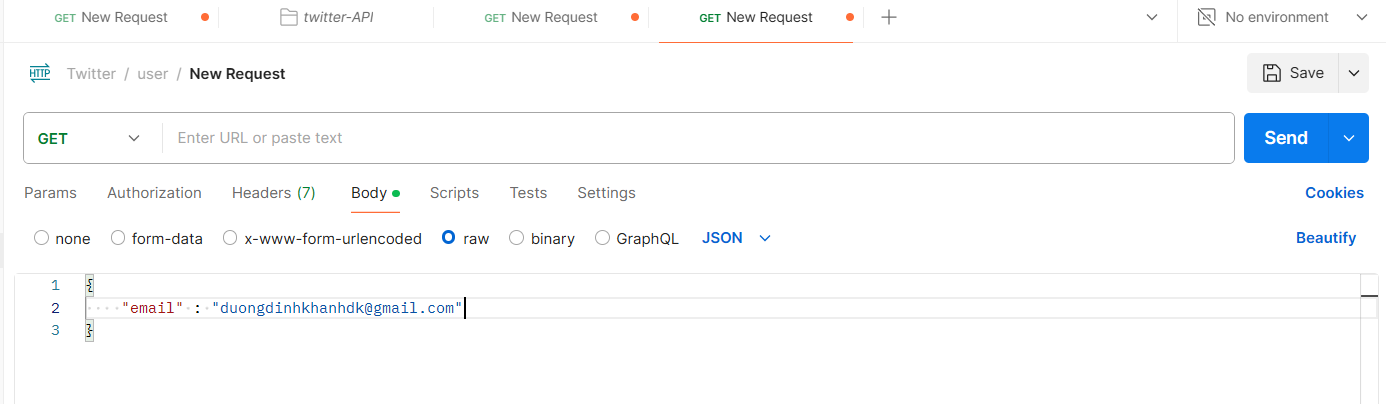 GET New Request twitter-API GET New Request GET New Request No environment
HTTP Twitter / user / New Request Save
GET Enter URL or paste text Send
Params Authorization Headers (7) Body Scripts Tests Settings Cookies
none form-data x-www-form-urlencoded raw binary GraphQL JSON Beautify
1 {
2 "email" : "duongdinhkhanhdk@gmail.com"
3 }